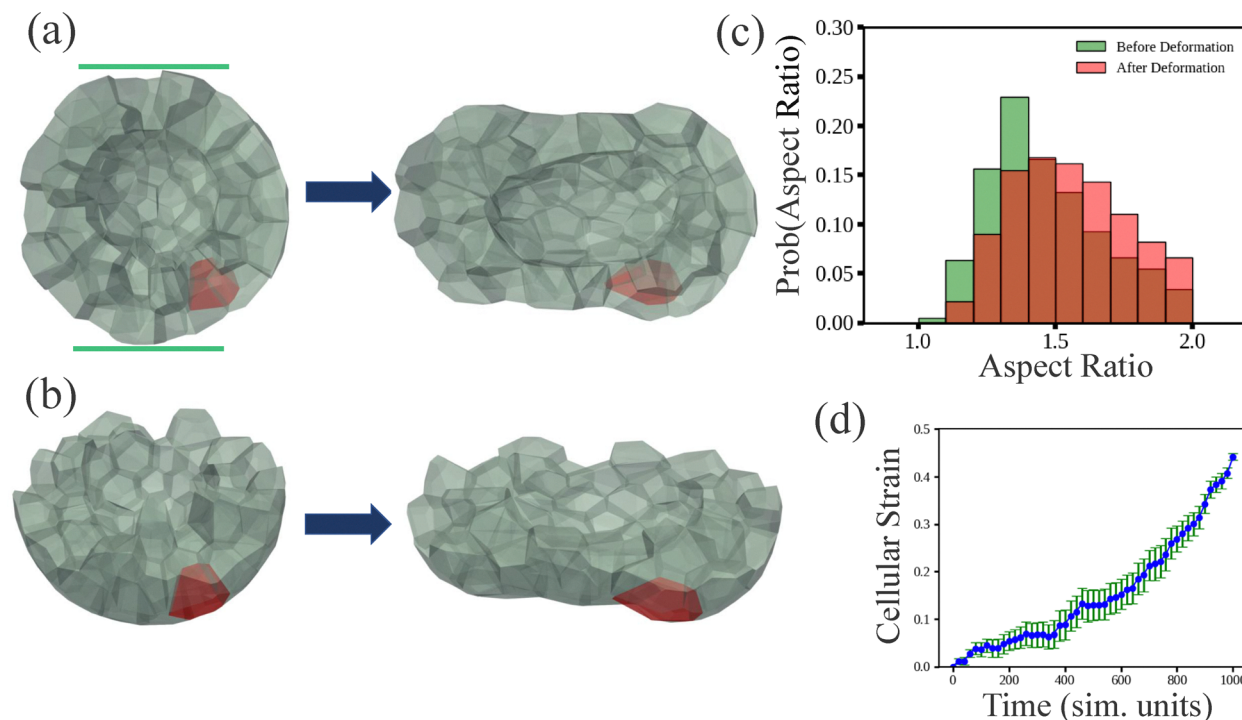 (a)
(b)
(c)
0.30
0.25
0.20
0.15
0.10
0.05
0.00
Prob(Aspect Ratio)
Before Deformation
After Deformation
1.0
1.5
2.0
Aspect Ratio
(d)
0.5
0.4
0.3
0.2
0.1
0.0
Cellular Strain
0
200
400
600
800
1000
Time (sim. units)